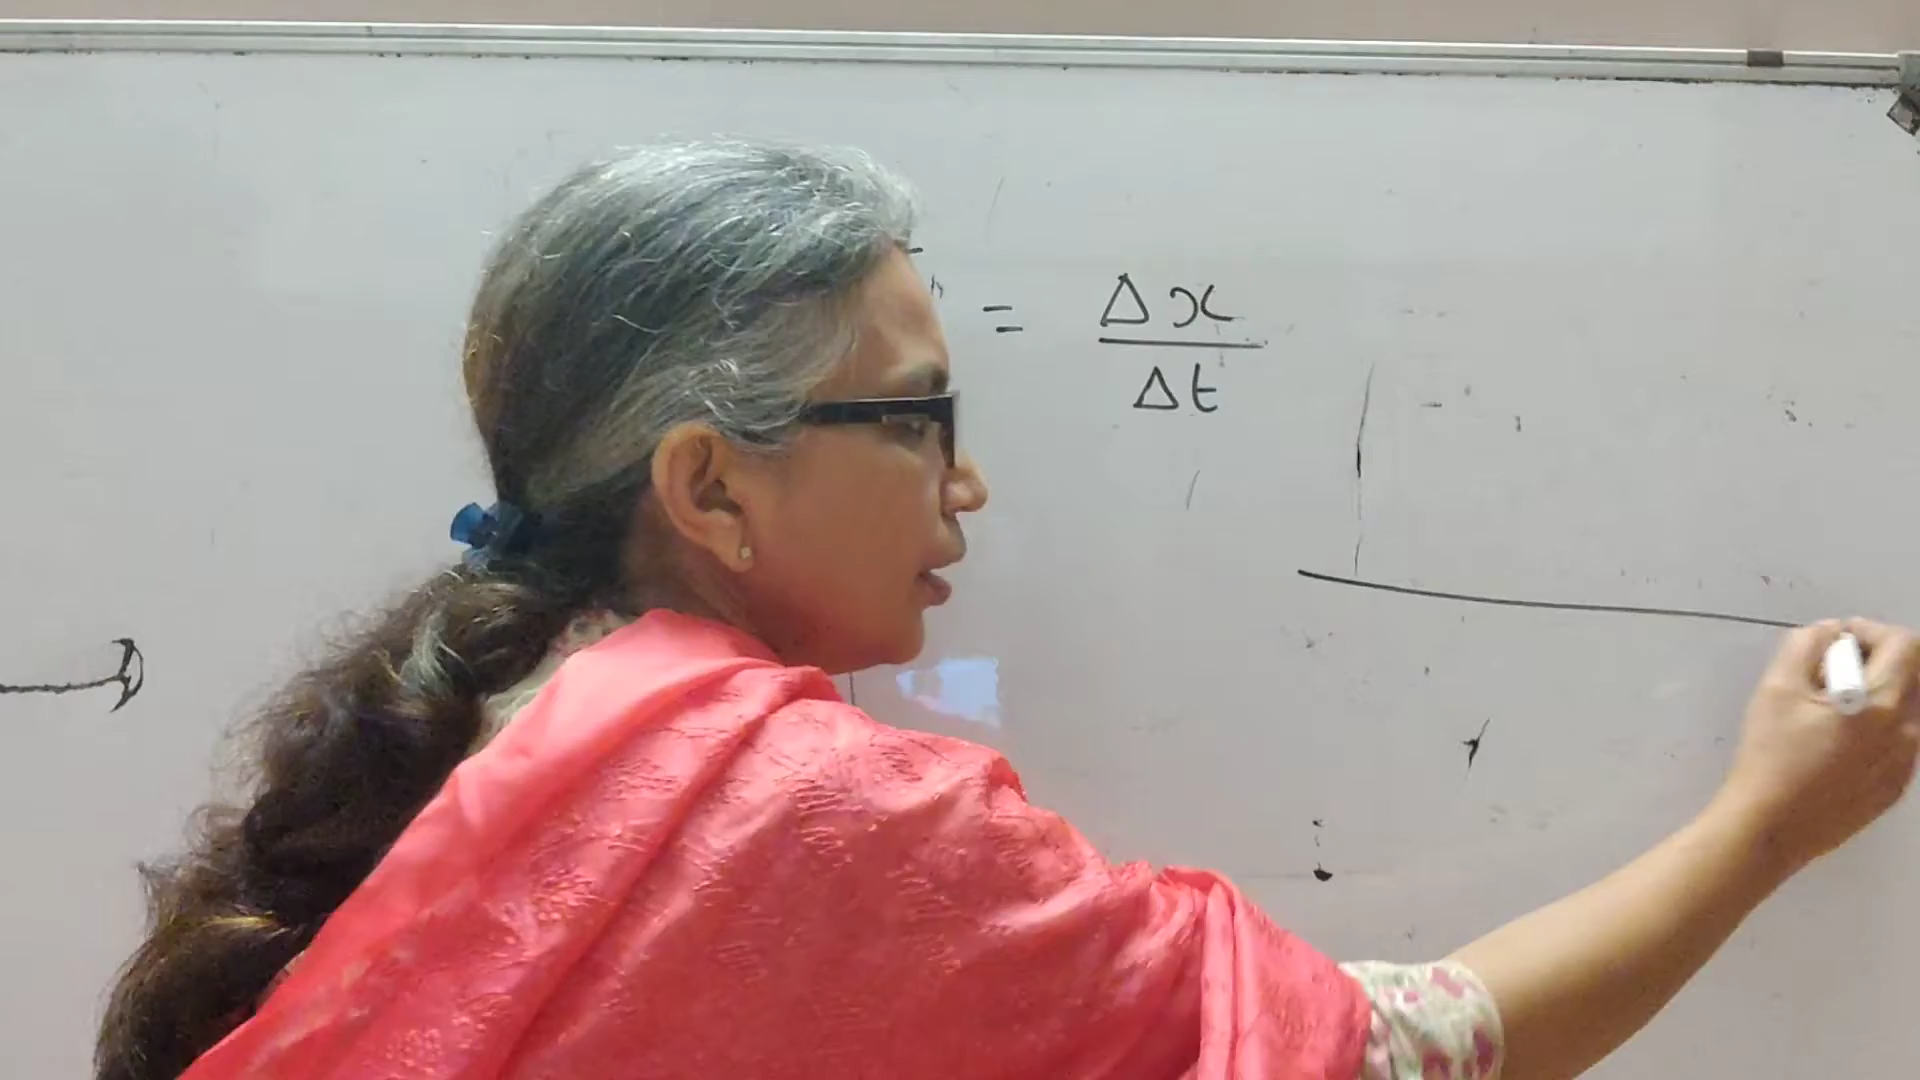 = Δx
Δt